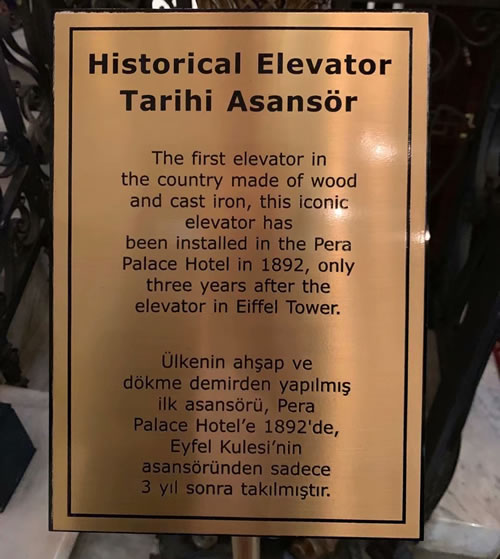 Historical Elevator
Tarihi Asansör
The first elevator in
the country made of wood
and cast iron, this iconic
elevator has
been installed in the Pera
Palace Hotel in 1892, only
three years after the
elevator in Eiffel Tower.
Ülkenin ahşap ve
dökme demirden yapılmış
ilk asansörü, Pera
Palace Hotel’e 1892'de,
Eyfel Kulesi’nin
asansöründen sadece
3 yıl sonra takılmıştır.